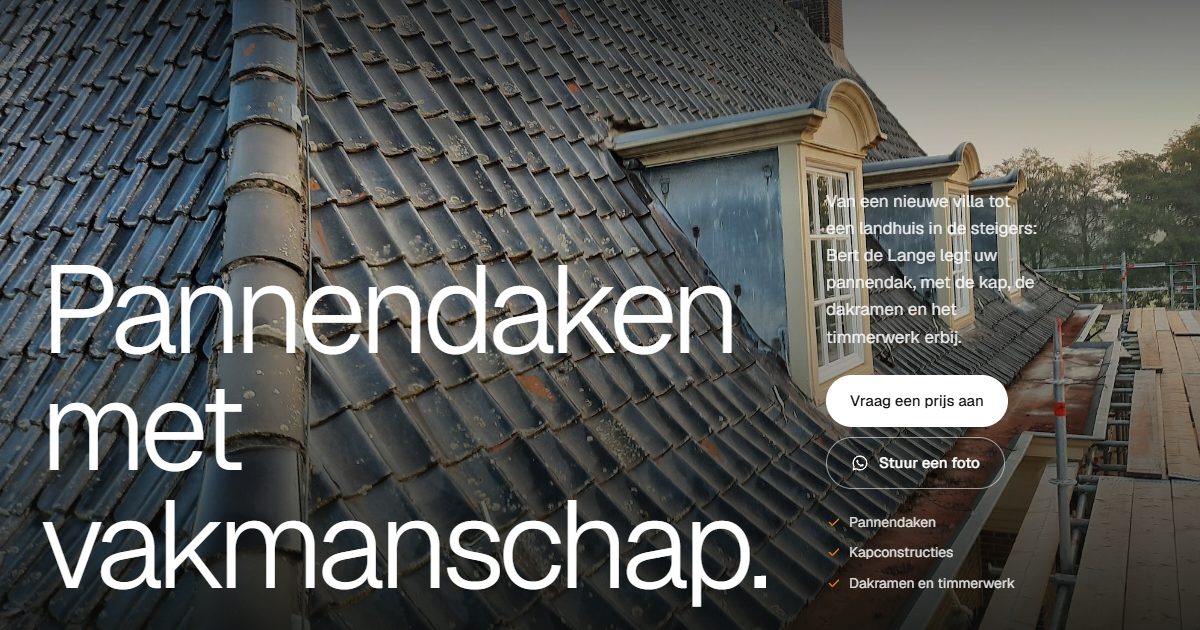 Pannendaken
met
vakmanschap.
Van een nieuwe villa tot
een landhuis in de steigers:
Bert de Lange legt uw
pannendak, met de kap, de
dakramen en het
timmerwerk erbij.
Vraag een prijs aan
Stuur een foto
Pannendaken
Kapconstructies
Dakramen en timmerwerk